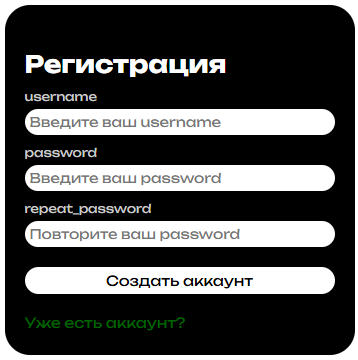 Регистрация
username
Введите ваш username
password
Введите ваш password
repeat_password
Повторите ваш password
Создать аккаунт
Уже есть аккаунт?